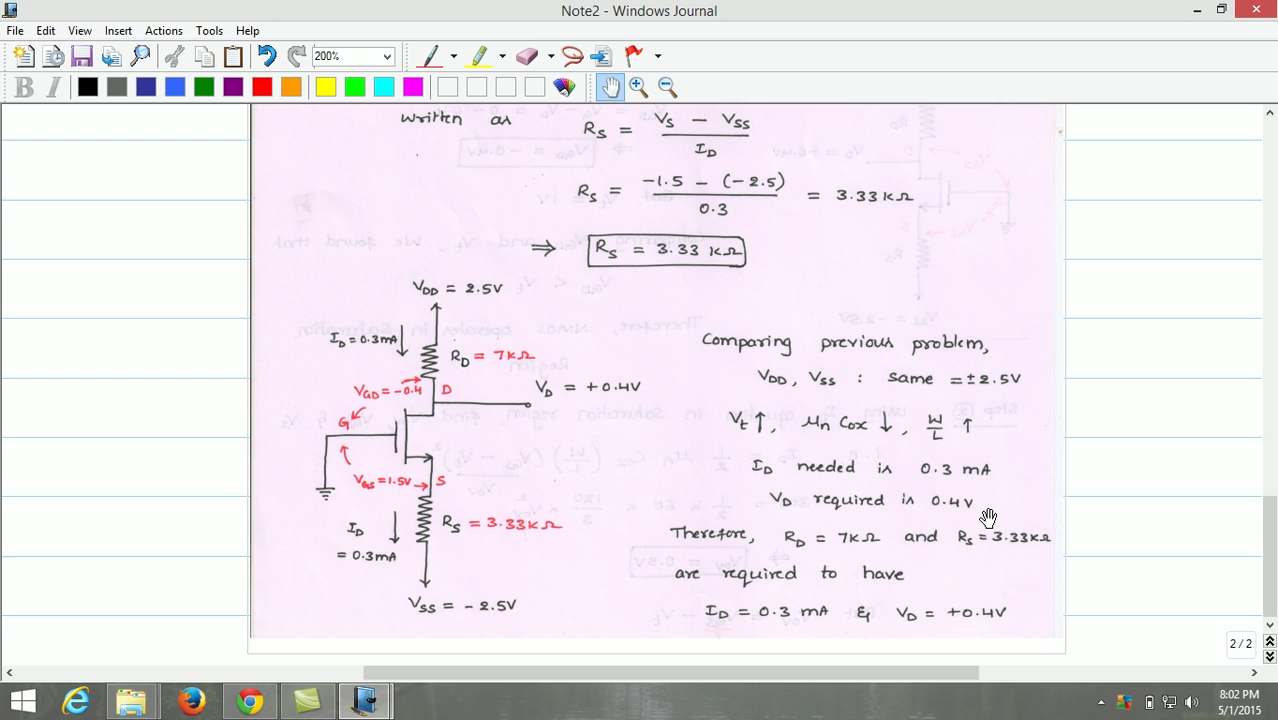 Note2 - Windows Journal
File Edit View Insert Actions Tools Help
200%
B I
written as
RS = VS - VSS / ID
RS = -1.5 - (-2.5) / 0.3 = 3.33 KΩ
⇒ RS = 3.33 KΩ
VDD = 2.5V
ID = 0.3mA
RD = 7KΩ
VGD = -0.4
D
VD = +0.4V
G
VGS = 1.5V
S
ID
= 0.3mA
RS = 3.33KΩ
VSS = - 2.5V
Comparing previous problem,
VDD, VSS : same = ±2.5V
Vt ↑, μn Cox ↓, W/L ↑
ID needed is 0.3 mA
VD required is 0.4V
Therefore, RD = 7KΩ and RS = 3.33KΩ
are required to have
ID = 0.3 mA & VD = +0.4V
2 / 2
8:02 PM
5/1/2015